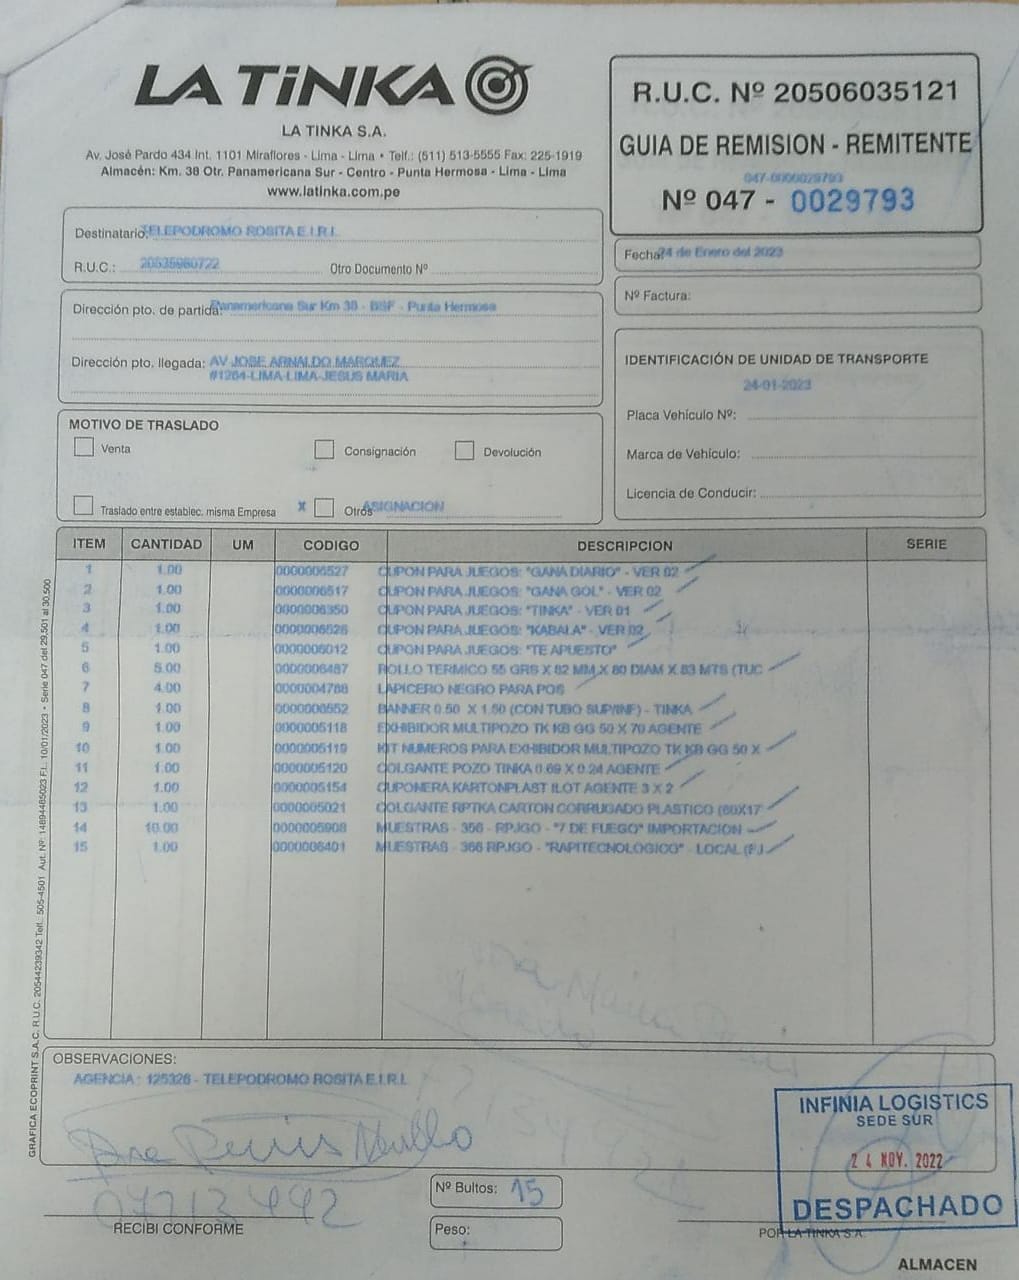 LA TiNKA
LA TINKA S.A.
Av. José Pardo 434 Int. 1101 Miraflores - Lima - Lima • Telf.: (511) 513-5555 Fax: 225-1919
Almacén: Km. 38 Otr. Panamericana Sur - Centro - Punta Hermosa - Lima - Lima
www.latinka.com.pe
R.U.C. Nº 20506035121
GUIA DE REMISION - REMITENTE
047-0000029793
Nº 047 - 0029793
Destinatario: TELEPODROMO ROSITA E.I.R.L.
R.U.C.: 20535980722 Otro Documento Nº
Fecha: 24 de Enero del 2023
Nº Factura:
Dirección pto. de partida: Panamericana Sur Km 38 - BSF - Punta Hermosa
Dirección pto. llegada: AV JOSE ARNALDO MARQUEZ
#1264-LIMA-LIMA-JESUS MARIA
IDENTIFICACIÓN DE UNIDAD DE TRANSPORTE
24-01-2023
Placa Vehículo Nº:
Marca de Vehículo:
Licencia de Conducir:
MOTIVO DE TRASLADO
Venta Consignación Devolución
Traslado entre establec. misma Empresa X Otros ASIGNACION
ITEM CANTIDAD UM CODIGO DESCRIPCION SERIE
1 1.00 0000006527 CUPON PARA JUEGOS: "GANA DIARIO" - VER 02
2 1.00 0000006517 CUPON PARA JUEGOS: "GANA GOL" - VER 02
3 1.00 0000006350 CUPON PARA JUEGOS: "TINKA" - VER 01
4 1.00 0000006526 CUPON PARA JUEGOS: "KABALA" - VER 02
5 1.00 0000006012 CUPON PARA JUEGOS: "TE APUESTO"
6 5.00 0000006487 ROLLO TERMICO 55 GRS X 82 MM X 80 DIAM X 83 MTS (TUC
7 4.00 0000004788 LAPICERO NEGRO PARA POS
8 1.00 0000006552 BANNER 0.50 X 1.50 (CON TUBO SUP/INF) - TINKA
9 1.00 0000005118 EXHIBIDOR MULTIPOZO TK KB GG 50 X 70 AGENTE
10 1.00 0000005119 KIT NUMEROS PARA EXHIBIDOR MULTIPOZO TK KB GG 50 X
11 1.00 0000005120 COLGANTE POZO TINKA 0.69 X 0.24 AGENTE
12 1.00 0000005154 CUPONERA KARTONPLAST ILOT AGENTE 3 X 2
13 1.00 0000005021 COLGANTE RPTKA CARTON CORRUGADO PLASTICO (60X17
14 10.00 0000005908 MUESTRAS - 356 - RPJGO - "7 DE FUEGO" IMPORTACION
15 1.00 0000006401 MUESTRAS - 366 RPJGO - "RAPITECNOLOGICO" - LOCAL (PJ
GRAFICA ECOPRINT S.A.C. R.U.C. 20544239342 Telf.: 505-4501 Aut. Nº: 14894485023 F.I. 10/01/2023 • Serie 047 del 29,501 al 30,500
OBSERVACIONES:
AGENCIA : 125326 - TELEPODROMO ROSITA E.I.R.L
INFINIA LOGISTICS
SEDE SUR
24 NOV. 2022
DESPACHADO
07713492
RECIBI CONFORME
Nº Bultos: 15
Peso:
POR LA TINKA S.A.
ALMACEN